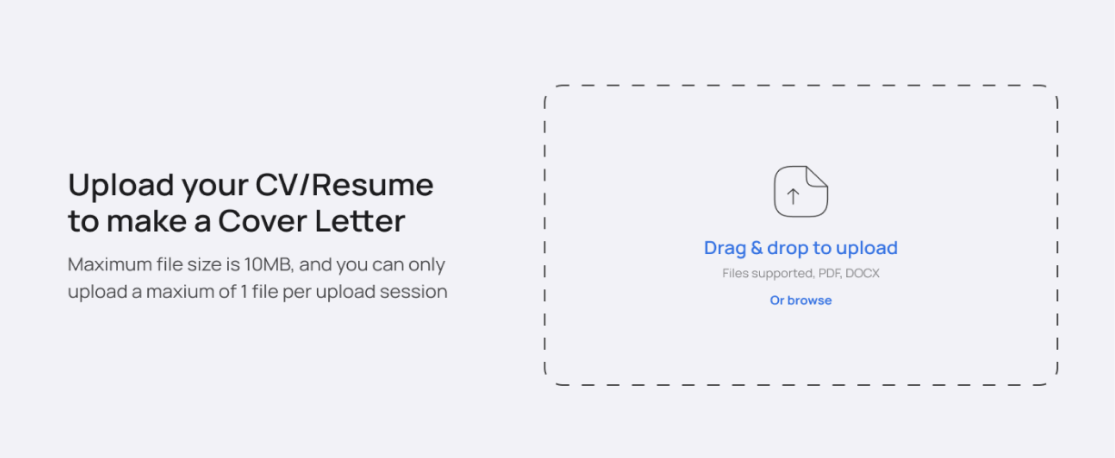 Upload your CV/Resume
to make a Cover Letter
Maximum file size is 10MB, and you can only
upload a maxium of 1 file per upload session
Drag & drop to upload
Files supported, PDF, DOCX
Or browse